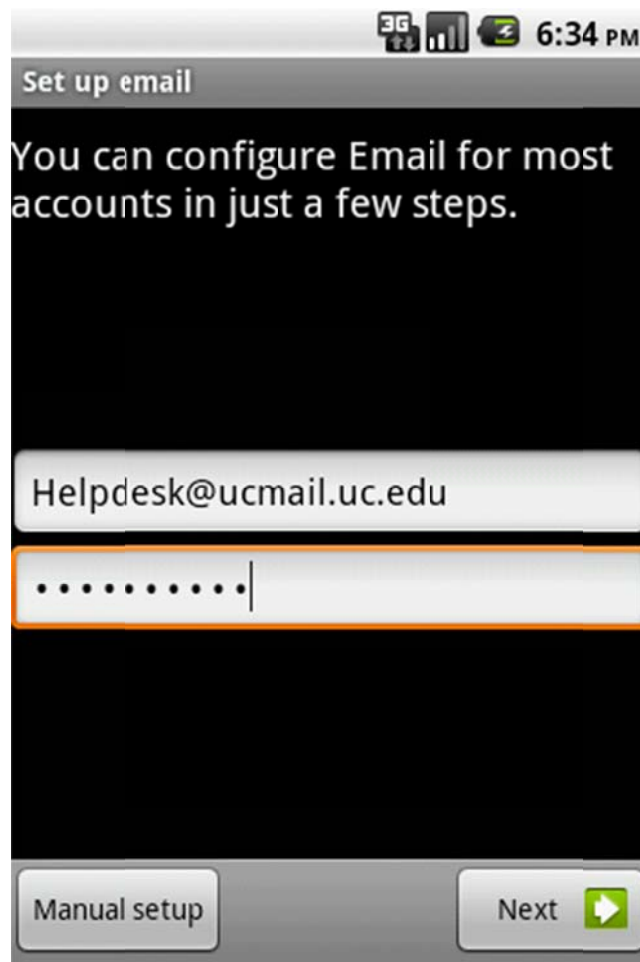 3G 6:34 PM
Set up email
You can configure Email for most
accounts in just a few steps.
Helpdesk@ucmail.uc.edu
••••••••••
Manual setup
Next